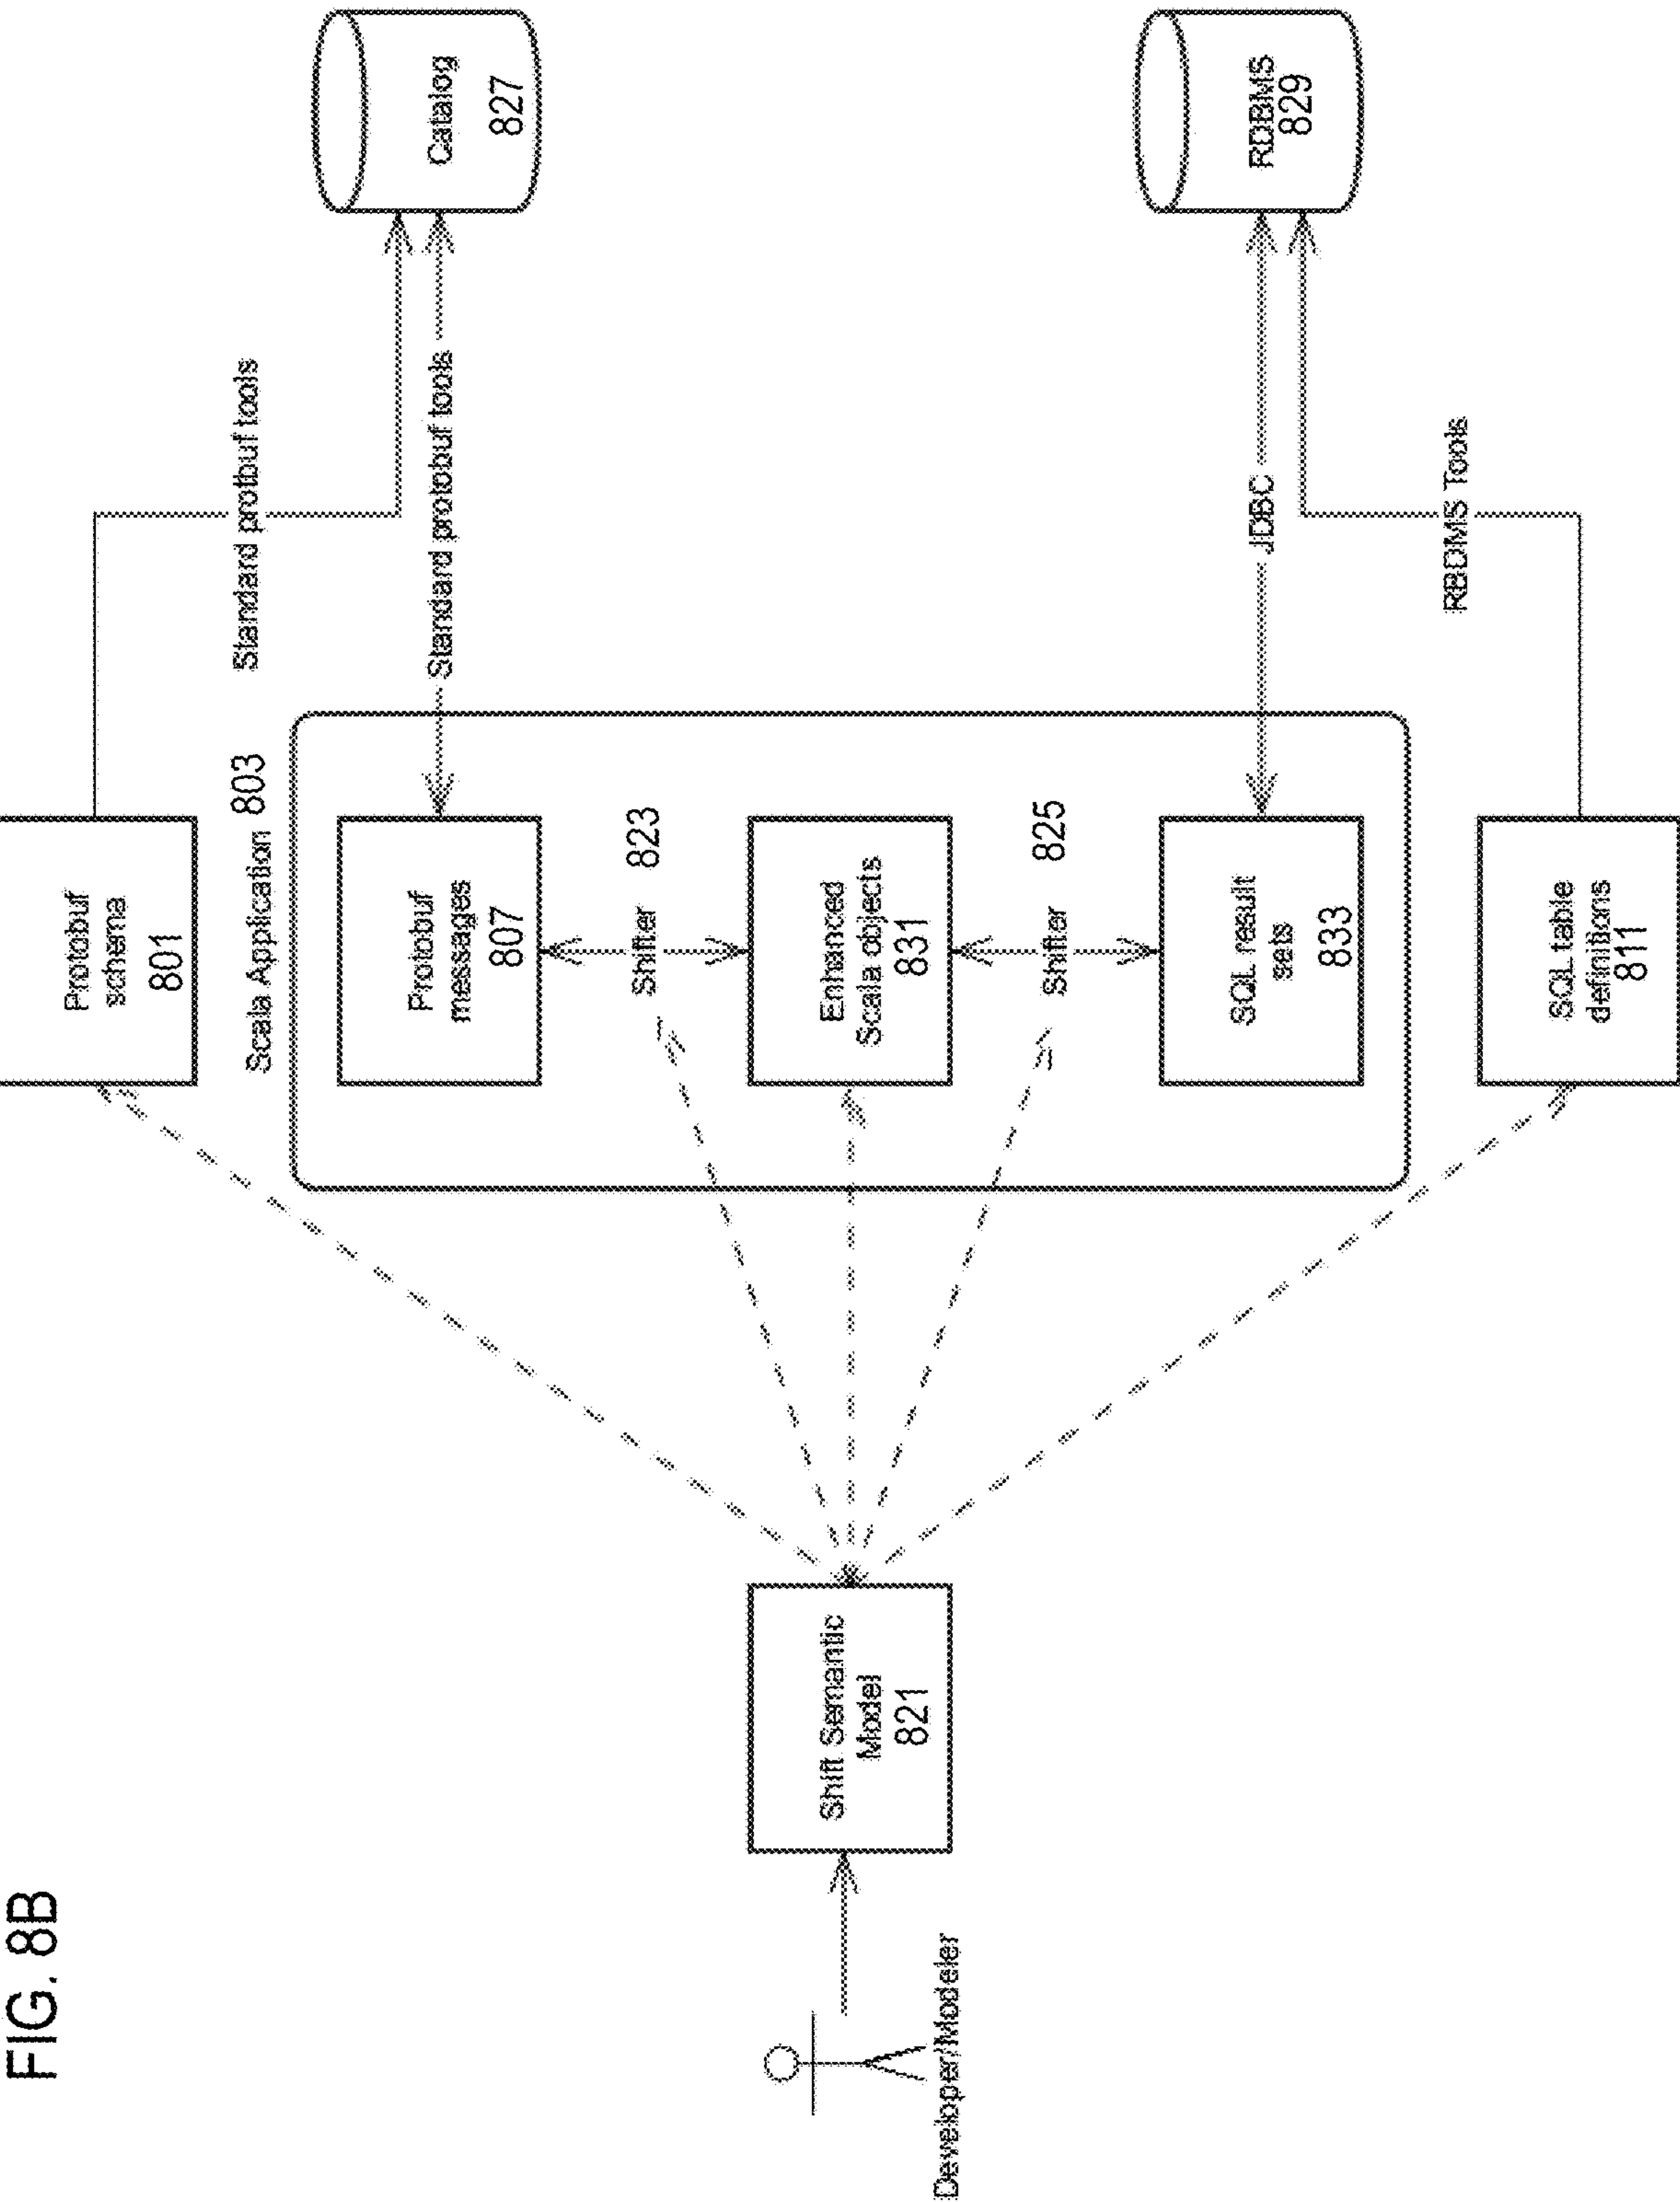 FIG. 8B
Protobuf
schema
801
Standard protbuf tools
Scala Application 803
Catalog
827
Protobuf
messages
807
Standard protobuf tools
Shifter 823
Developer/Modeler
Shift Semantic
Model
821
Enhanced
Scala objects
831
Shifter 825
SQL result
sets
833
JDBC
RDBMS
829
RBDMS Tools
SQL table
definitions
811